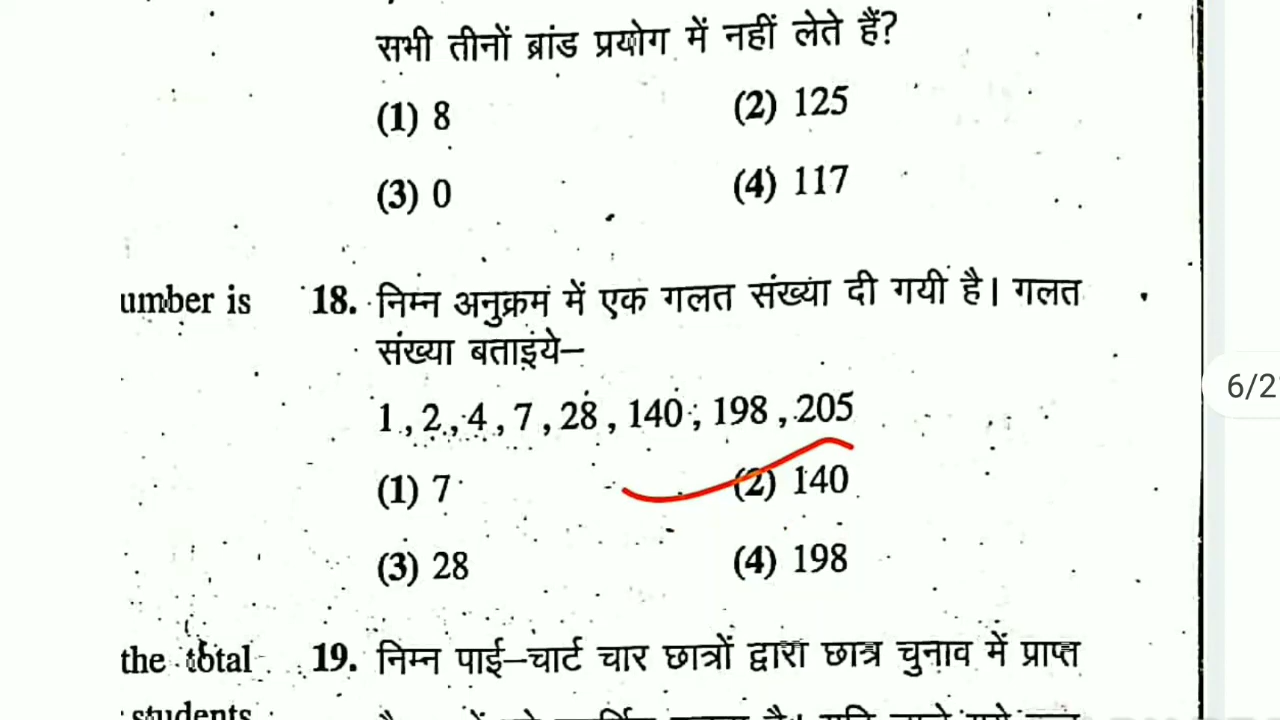 सभी तीनों ब्रांड प्रयोग में नहीं लेते हैं?
(1) 8 (2) 125
(3) 0 (4) 117
umber is
18. निम्न अनुक्रम में एक गलत संख्या दी गयी है। गलत
संख्या बताइये–
1, 2, 4, 7, 28, 140, 198, 205
(1) 7 (2) 140
(3) 28 (4) 198
the total
students
19. निम्न पाई–चार्ट चार छात्रों द्वारा छात्र चुनाव में प्राप्त